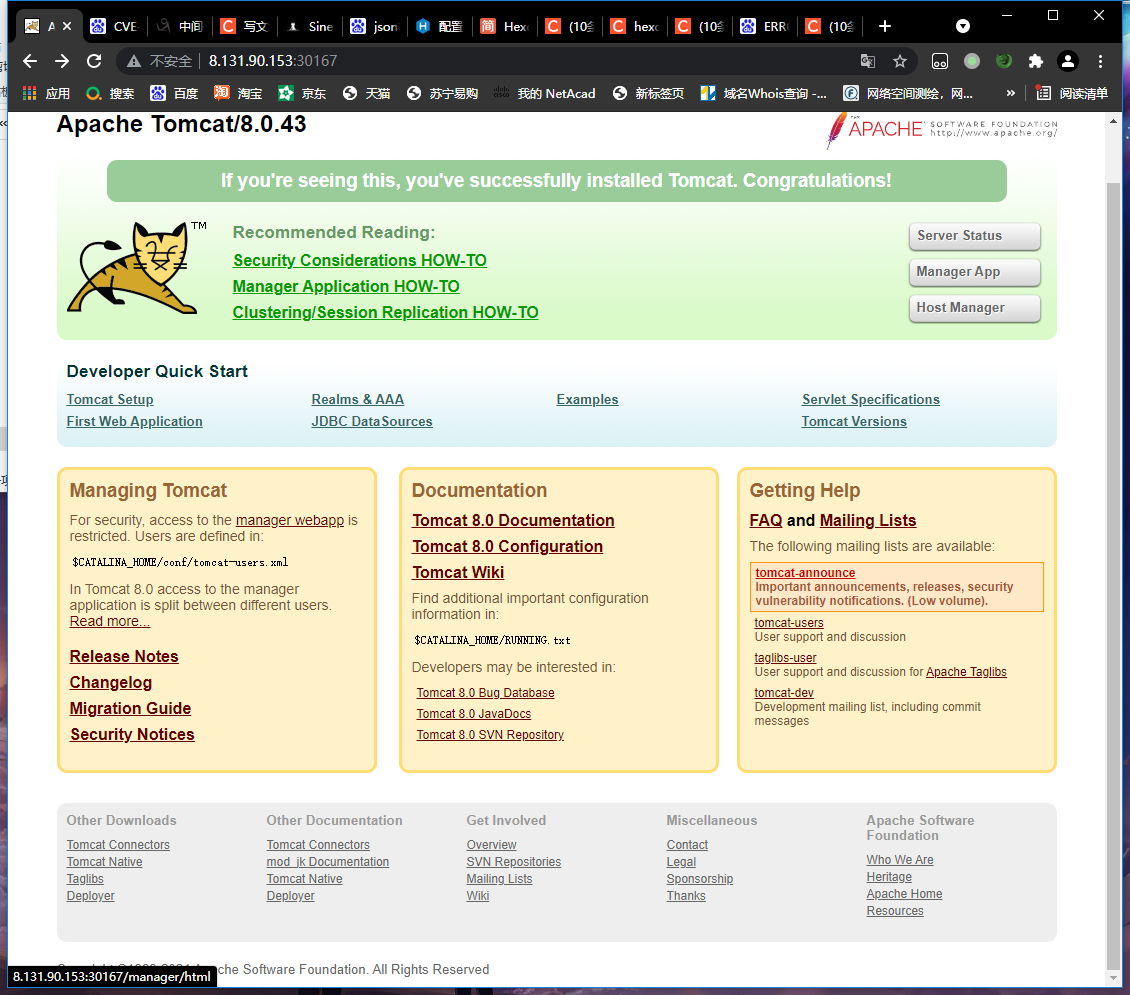 A
CVE
中间
写文
Sine
json
配置
Hex
(10条
hexo
(10条
ERR
(10条
不安全 8.131.90.153:30167
应用 搜索 百度 淘宝 京东 天猫 苏宁易购 我的 NetAcad 新标签页 域名Whois查询 -... 网络空间测绘，网... » 阅读清单
Apache Tomcat/8.0.43
THE
APACHE SOFTWARE FOUNDATION
http://www.apache.org/
If you're seeing this, you've successfully installed Tomcat. Congratulations!
TM
Recommended Reading:
Security Considerations HOW-TO
Manager Application HOW-TO
Clustering/Session Replication HOW-TO
Server Status
Manager App
Host Manager
Developer Quick Start
Tomcat Setup
First Web Application
Realms & AAA
JDBC DataSources
Examples
Servlet Specifications
Tomcat Versions
Managing Tomcat
For security, access to the manager webapp is
restricted. Users are defined in:
$CATALINA_HOME/conf/tomcat-users.xml
In Tomcat 8.0 access to the manager
application is split between different users.
Read more...
Release Notes
Changelog
Migration Guide
Security Notices
Documentation
Tomcat 8.0 Documentation
Tomcat 8.0 Configuration
Tomcat Wiki
Find additional important configuration
information in:
$CATALINA_HOME/RUNNING.txt
Developers may be interested in:
Tomcat 8.0 Bug Database
Tomcat 8.0 JavaDocs
Tomcat 8.0 SVN Repository
Getting Help
FAQ and Mailing Lists
The following mailing lists are available:
tomcat-announce
Important announcements, releases, security
vulnerability notifications. (Low volume).
tomcat-users
User support and discussion
taglibs-user
User support and discussion for Apache Taglibs
tomcat-dev
Development mailing list, including commit
messages
Other Downloads
Tomcat Connectors
Tomcat Native
Taglibs
Deployer
Other Documentation
Tomcat Connectors
mod_jk Documentation
Tomcat Native
Deployer
Get Involved
Overview
SVN Repositories
Mailing Lists
Wiki
Miscellaneous
Contact
Legal
Sponsorship
Thanks
Apache Software
Foundation
Who We Are
Heritage
Apache Home
Resources
che Software Foundation. All Rights Reserved
8.131.90.153:30167/manager/html